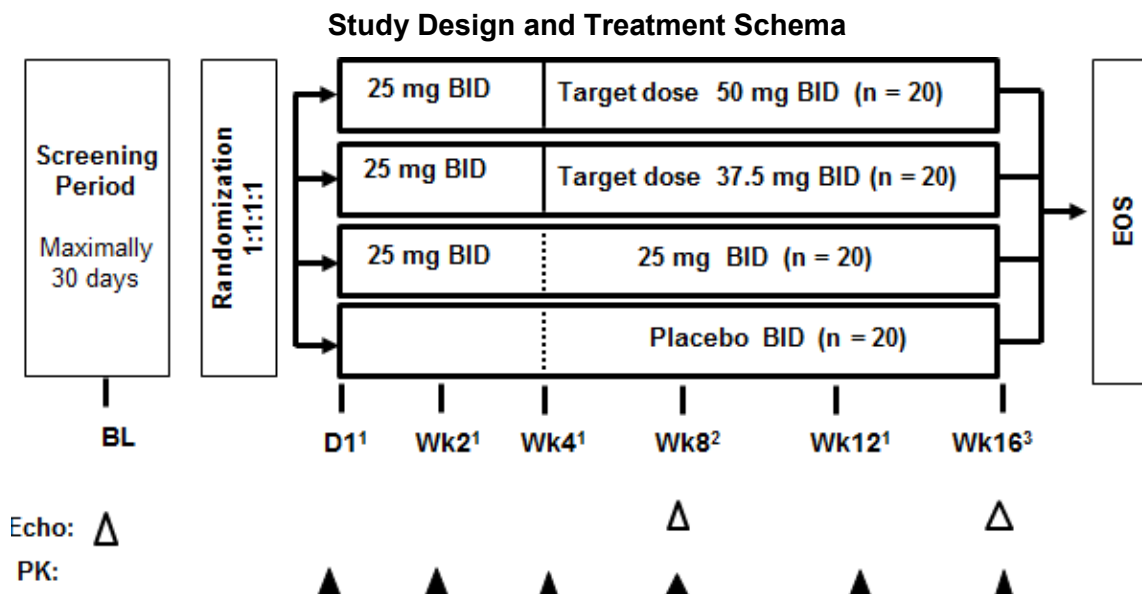 Study Design and Treatment Schema
Screening
Period
Maximally
30 days
Randomization
1:1:1:1
25 mg BID
Target dose 50 mg BID (n = 20)
25 mg BID
Target dose 37.5 mg BID (n = 20)
25 mg BID
25 mg BID (n = 20)
Placebo BID (n = 20)
EOS
BL
D1¹
Wk2¹
Wk4¹
Wk8²
Wk12¹
Wk16³
Echo:
PK: